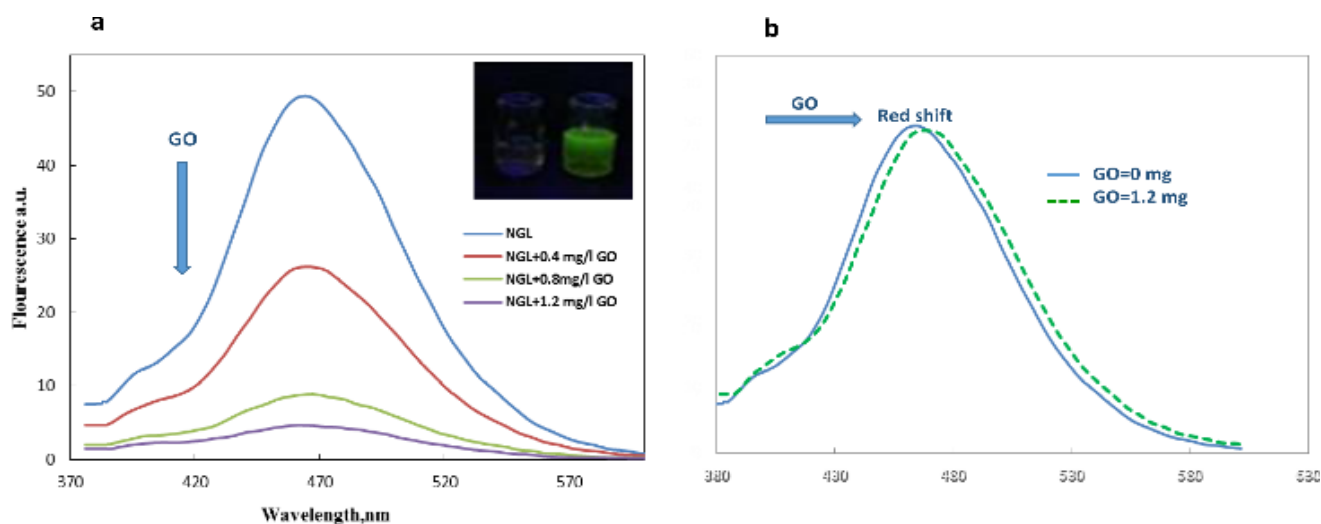 a
Flourescence a.u.
50
40
30
20
10
0
GO
NGL
NGL+0.4 mg/l GO
NGL+0.8mg/l GO
NGL+1.2 mg/l GO
370
420
470
520
570
Wavelength,nm
b
GO
Red shift
GO=0 mg
GO=1.2 mg
380
430
480
530
580
630